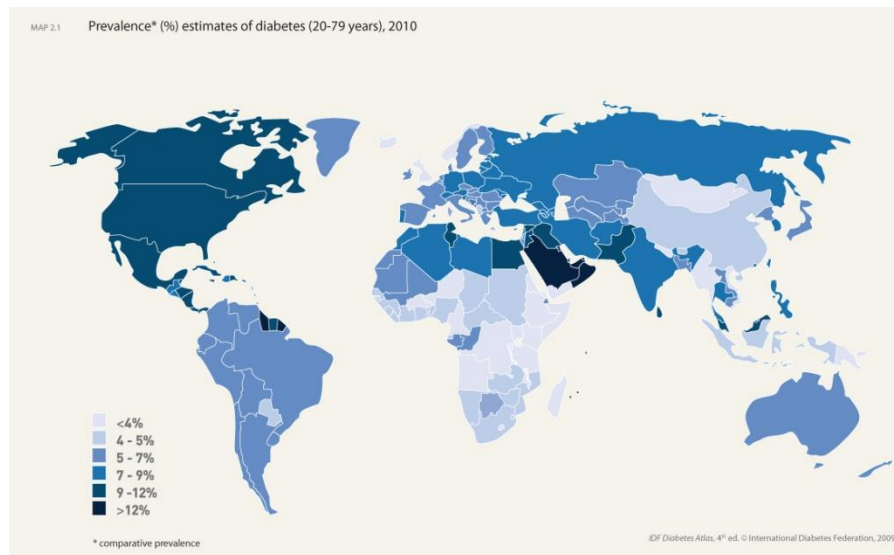 MAP 2.1 Prevalence* (%) estimates of diabetes (20-79 years), 2010
<4%
4 - 5%
5 - 7%
7 - 9%
9 -12%
>12%
* comparative prevalence
IDF Diabetes Atlas, 4th ed. © International Diabetes Federation, 2009